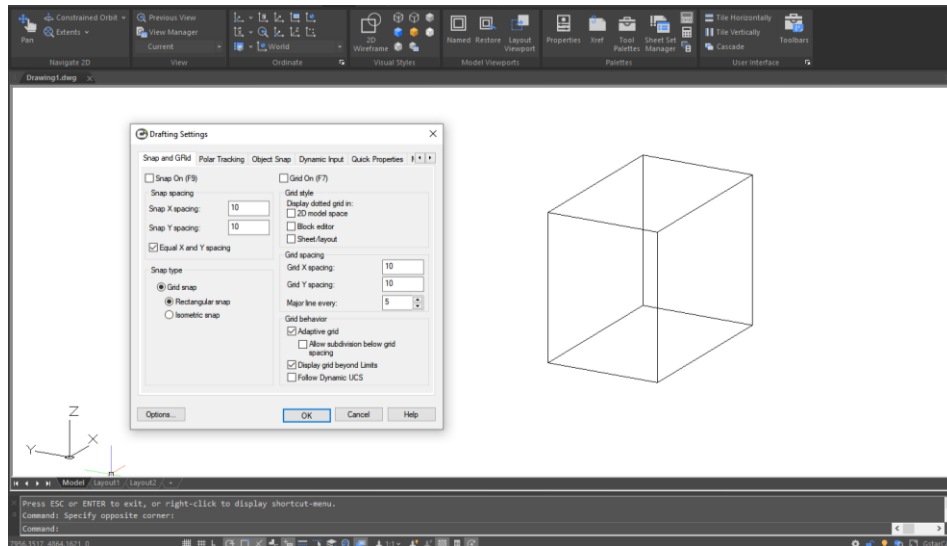 Constrained Orbit
Pan
Extents
Navigate 2D
Previous View
View Manager
Current
View
World
Ordinate
2D
Wireframe
Visual Styles
Named
Restore
Layout
Viewport
Model Viewports
Properties
Xref
Tool
Palettes
Sheet Set
Manager
Palettes
Tile Horizontally
Tile Vertically
Cascade
Toolbars
User Interface
Drawing1.dwg
Drafting Settings
Snap and GRid Polar Tracking Object Snap Dynamic Input Quick Properties
Snap On (F9)
Snap spacing
Snap X spacing: 10
Snap Y spacing: 10
Equal X and Y spacing
Snap type
Grid snap
Rectangular snap
Isometric snap
Grid On (F7)
Grid style
Display dotted grid in:
2D model space
Block editor
Sheet/layout
Grid spacing
Grid X spacing: 10
Grid Y spacing: 10
Major line every: 5
Grid behavior
Adaptive grid
Allow subdivision below grid
spacing
Display grid beyond Limits
Follow Dynamic UCS
Options... OK Cancel Help
Z
X
Y
Model Layout1 Layout2 +
Press ESC or ENTER to exit, or right-click to display shortcut-menu.
Command: Specify opposite corner:
Command:
7956.3517, 4864.1621, 0
1:1